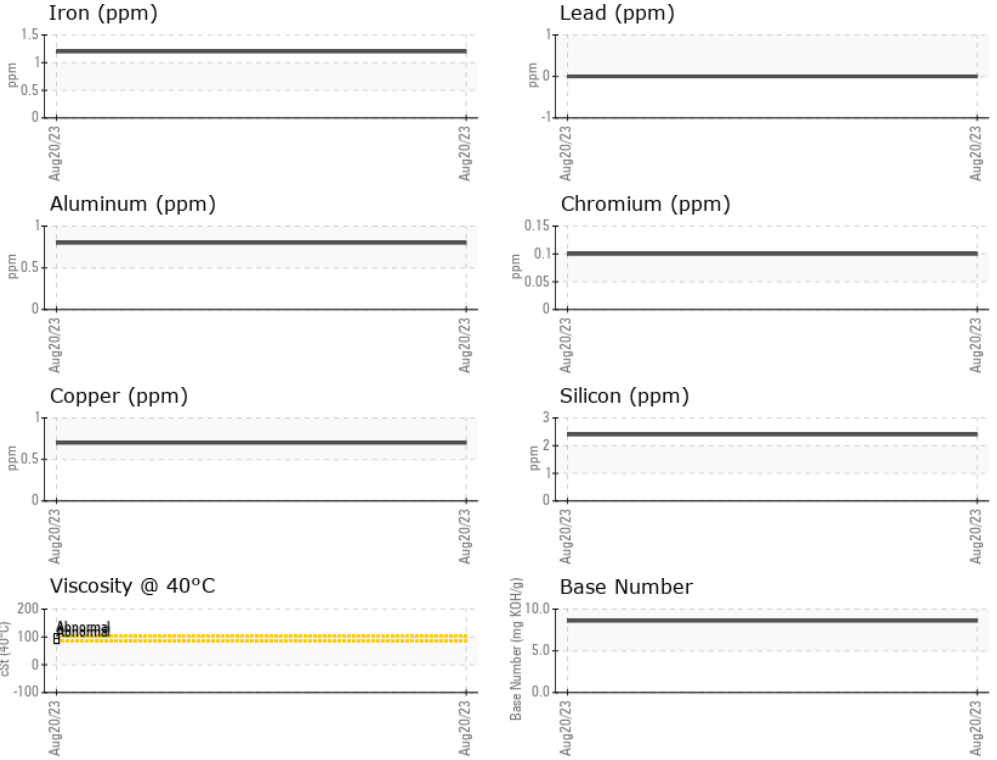 Iron (ppm)
1.5
1
0.5
0
ppm
Aug20/23
Aug20/23
Lead (ppm)
1
0
-1
ppm
Aug20/23
Aug20/23
Aluminum (ppm)
1
0.5
0
ppm
Aug20/23
Aug20/23
Chromium (ppm)
0.15
0.1
0.05
0
ppm
Aug20/23
Aug20/23
Copper (ppm)
1
0.5
0
ppm
Aug20/23
Aug20/23
Silicon (ppm)
3
2
1
0
ppm
Aug20/23
Aug20/23
Viscosity @ 40°C
200
100
0
-100
cSt (40°C)
Abnormal
Abnormal
Aug20/23
Aug20/23
Base Number
10.0
5.0
0.0
Base Number (mg KOH/g)
Aug20/23
Aug20/23